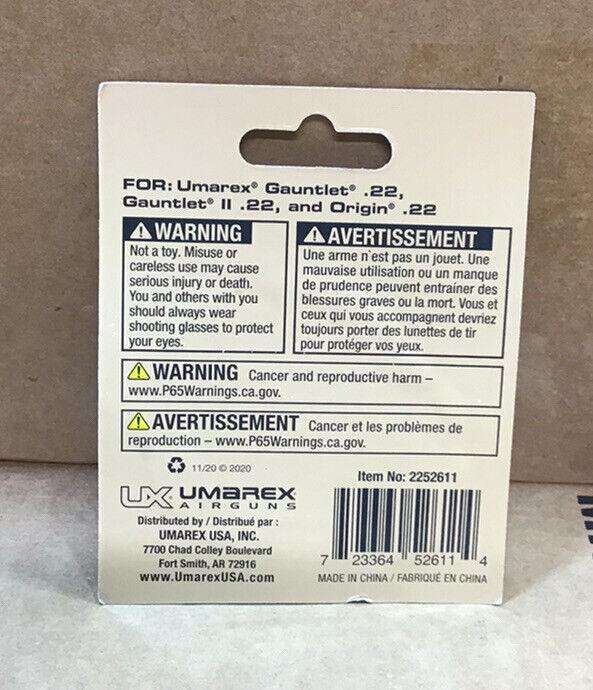 FOR: Umarex® Gauntlet® .22,
Gauntlet® II .22, and Origin® .22
WARNING
Not a toy. Misuse or
careless use may cause
serious injury or death.
You and others with you
should always wear
shooting glasses to protect
your eyes.
AVERTISSEMENT
Une arme n`est pas un jouet. Une
mauvaise utilisation ou un manque
de prudence peuvent entraîner des
blessures graves ou la mort. Vous et
ceux qui vous accompagnent devriez
toujours porter des lunettes de tir
pour protéger vos yeux.
WARNING Cancer and reproductive harm –
www.P65Warnings.ca.gov.
AVERTISSEMENT Cancer et les problèmes de
reproduction – www.P65Warnings.ca.gov.
11/20 © 2020
UX UMAREX
AIRGUNS
Distributed by / Distribué par :
UMAREX USA, INC.
7700 Chad Colley Boulevard
Fort Smith, AR 72916
www.UmarexUSA.com
Item No: 2252611
7 23364 52611 4
MADE IN CHINA / FABRIQUÉ EN CHINA